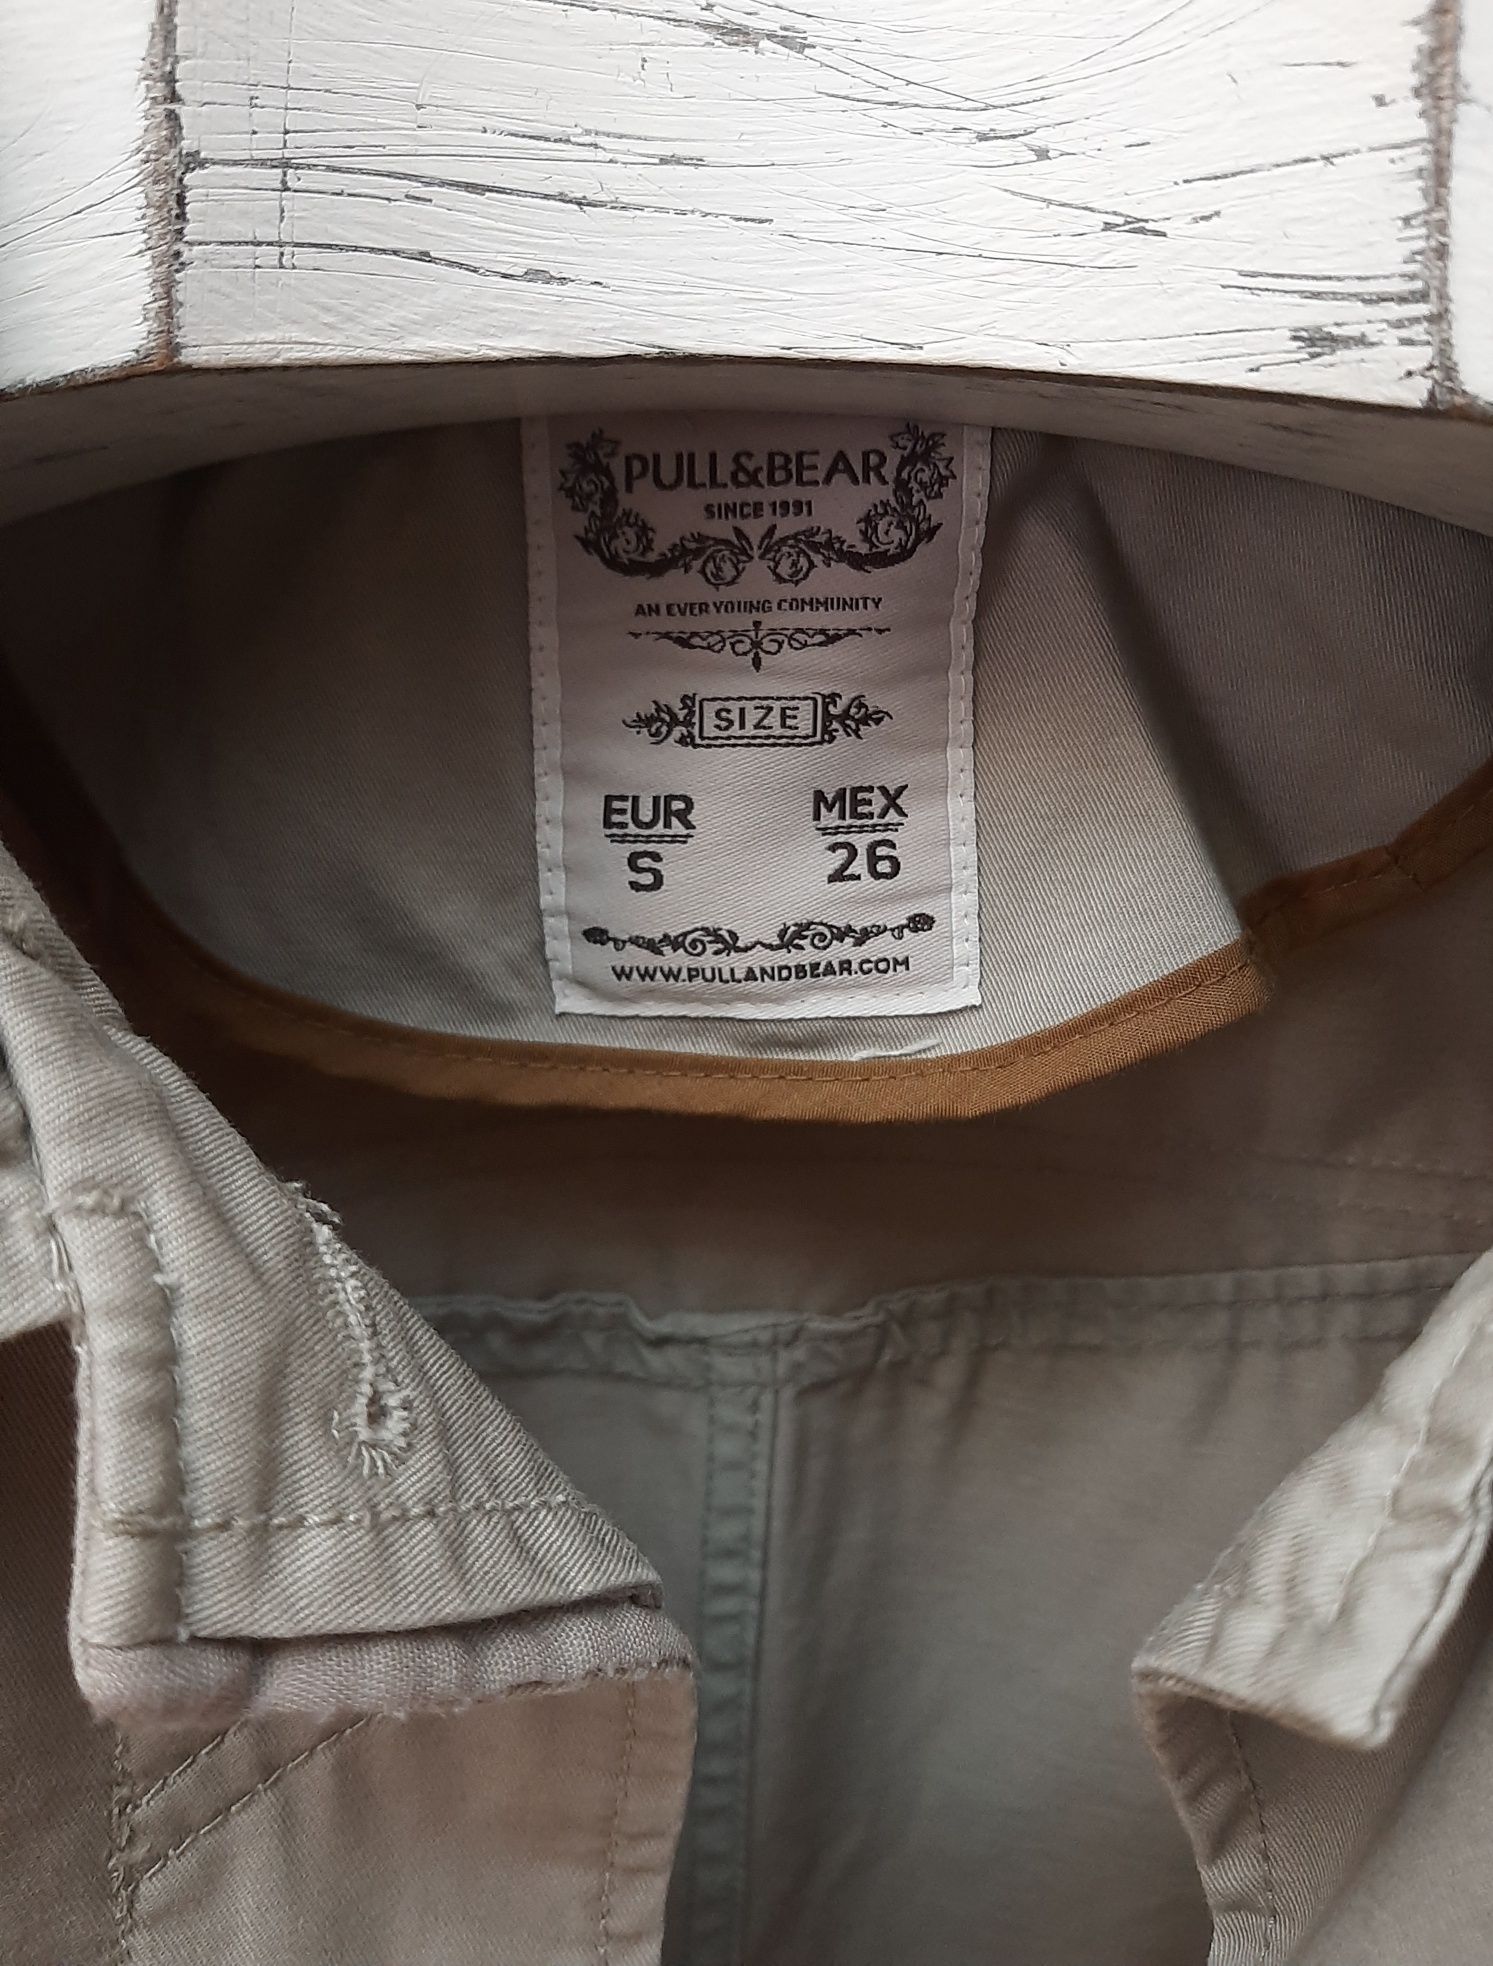 PULL&BEAR
SINCE 1991
AN EVER YOUNG COMMUNITY
SIZE
EUR MEX
S 26
WWW.PULLANDBEAR.COM